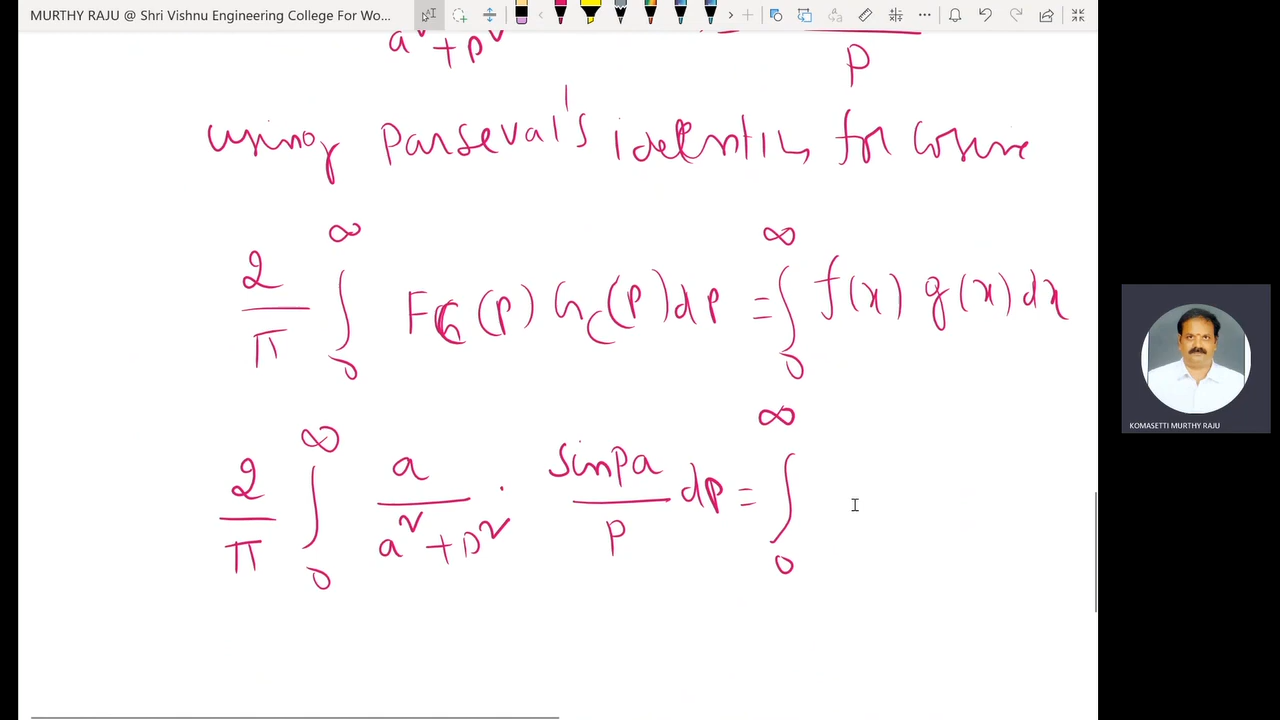 MURTHY RAJU @ Shri Vishnu Engineering College For Wo...
a² + p² p
using Parseval's identity for cosine
2/π ∫₀^∞ Fc(p) Gc(p) dp = ∫₀^∞ f(x) g(x) dx
2/π ∫₀^∞ a/(a² + p²) · sinpa/p dp = ∫₀^∞
KOMASETTI MURTHY RAJU